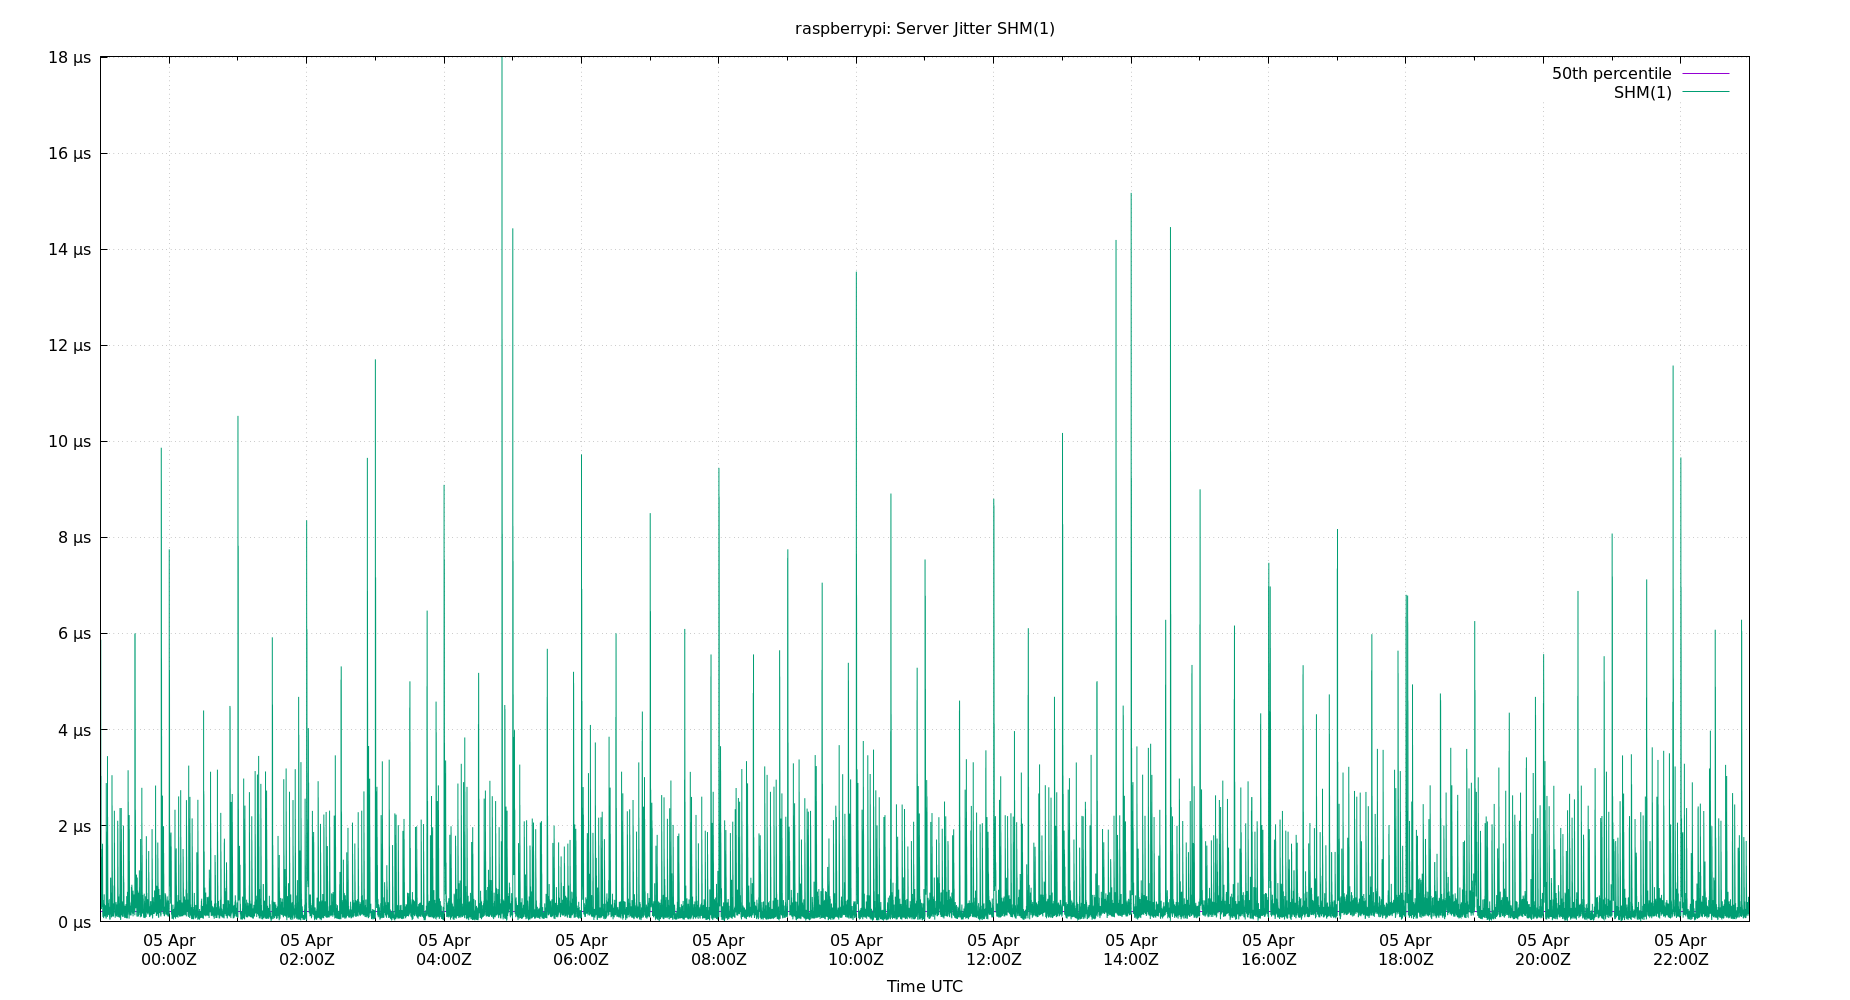 raspberrypi: Server Jitter SHM(1)
50th percentile
SHM(1)
18 µs
16 µs
14 µs
12 µs
10 µs
8 µs
6 µs
4 µs
2 µs
0 µs
05 Apr 05 Apr 05 Apr 05 Apr 05 Apr 05 Apr 05 Apr 05 Apr 05 Apr 05 Apr 05 Apr 05 Apr
00:00Z 02:00Z 04:00Z 06:00Z 08:00Z 10:00Z 12:00Z 14:00Z 16:00Z 18:00Z 20:00Z 22:00Z
Time UTC